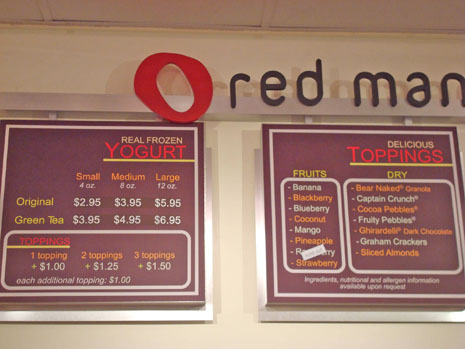 red man
REAL FROZEN
YOGURT
Small Medium Large
4 oz. 8 oz. 12 oz.
Original $2.95 $3.95 $5.95
Green Tea $3.95 $4.95 $6.95
TOPPINGS
1 topping 2 toppings 3 toppings
+ $1.00 + $1.25 + $1.50
each additional topping: $1.00
DELICIOUS
TOPPINGS
FRUITS
- Banana
- Blackberry
- Blueberry
- Coconut
- Mango
- Pineapple
- Strawberry
DRY
- Bear Naked® Granola
- Captain Crunch®
- Cocoa Pebbles®
- Fruity Pebbles®
- Ghirardelli® Dark Chocolate
- Graham Crackers
- Sliced Almonds
Ingredients, nutritional and allergen information
available upon request